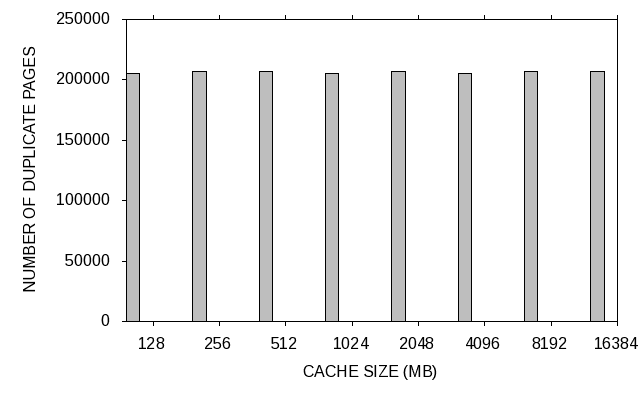 250000
200000
150000
100000
50000
0
NUMBER OF DUPLICATE PAGES
128 256 512 1024 2048 4096 8192 16384
CACHE SIZE (MB)